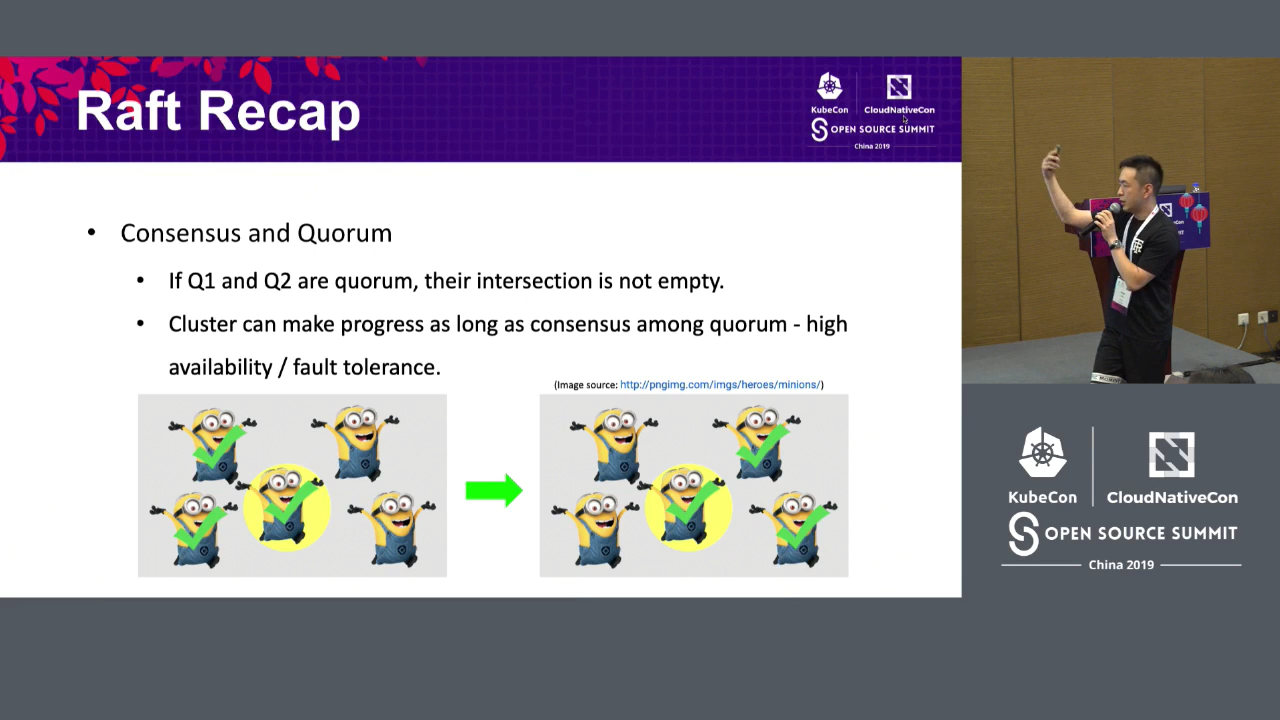 Raft Recap
KubeCon
CloudNativeCon
OPEN SOURCE SUMMIT
China 2019
• Consensus and Quorum
• If Q1 and Q2 are quorum, their intersection is not empty.
• Cluster can make progress as long as consensus among quorum - high
availability / fault tolerance.
(Image source: http://pngimg.com/imgs/heroes/minions/)
KubeCon
CloudNativeCon
OPEN SOURCE SUMMIT
China 2019